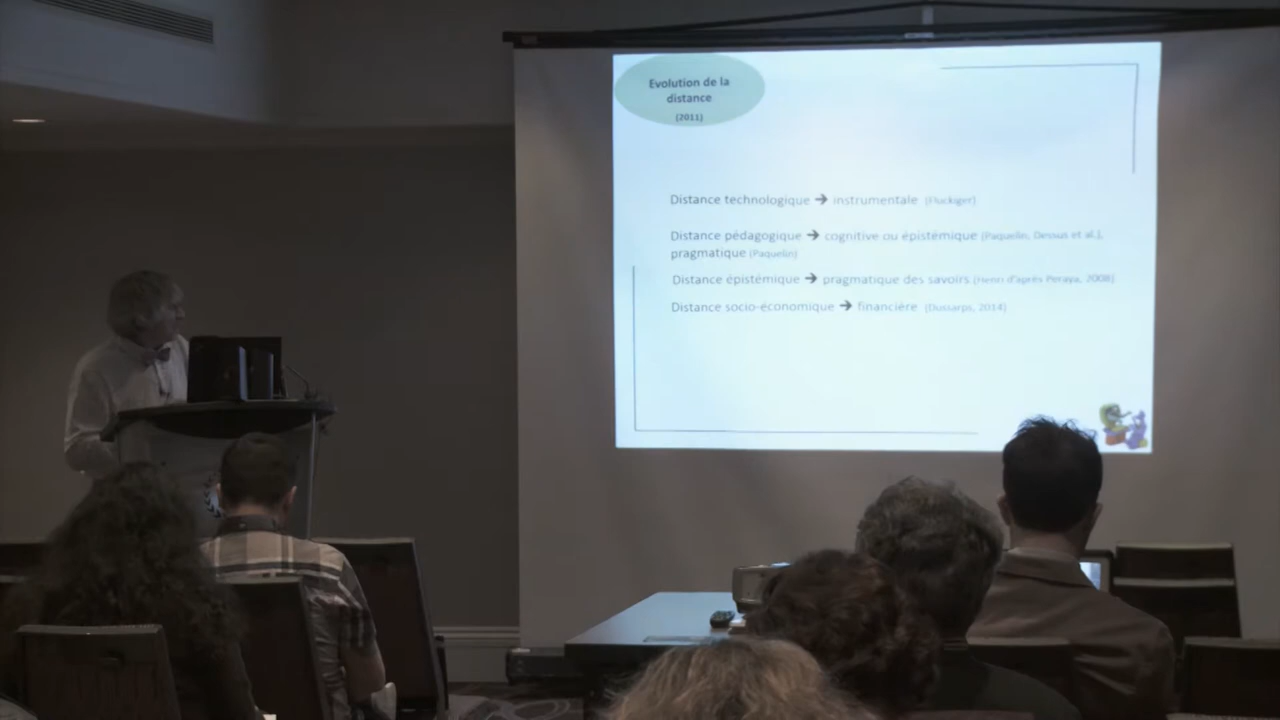 Evolution de la
distance
(2011)
Distance technologique ➔ instrumentale (Fluckiger)
Distance pédagogique ➔ cognitive ou épistémique (Paquelin, Dessus et al.),
pragmatique (Paquelin)
Distance épistémique ➔ pragmatique des savoirs (Henri d'après Peraya, 2008)
Distance socio-économique ➔ financière (Dussarps, 2014)